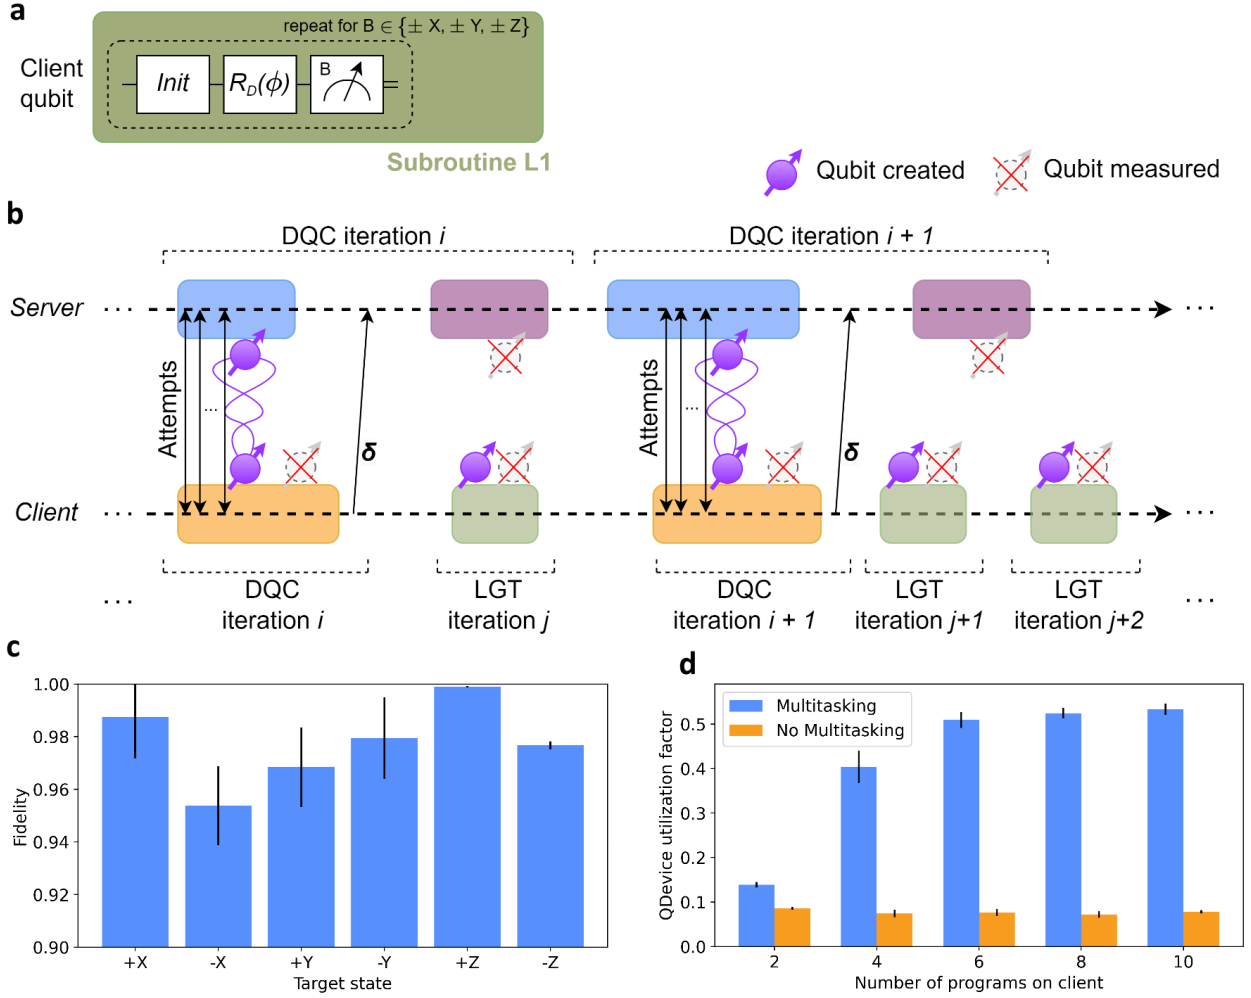 a
repeat for B ∈ {± X, ± Y, ± Z}
Client
qubit
Init
R_D(ϕ)
B
Subroutine L1
Qubit created
Qubit measured
b
DQC iteration i
DQC iteration i + 1
Server
...
...
Attempts
...
δ
Attempts
...
δ
Client
...
...
...
DQC
iteration i
LGT
iteration j
DQC
iteration i + 1
LGT
iteration j+1
LGT
iteration j+2
...
c
Fidelity
1.00
0.98
0.96
0.94
0.92
0.90
+X
-X
+Y
-Y
+Z
-Z
Target state
d
QDevice utilization factor
Multitasking
No Multitasking
0.5
0.4
0.3
0.2
0.1
0.0
2
4
6
8
10
Number of programs on client